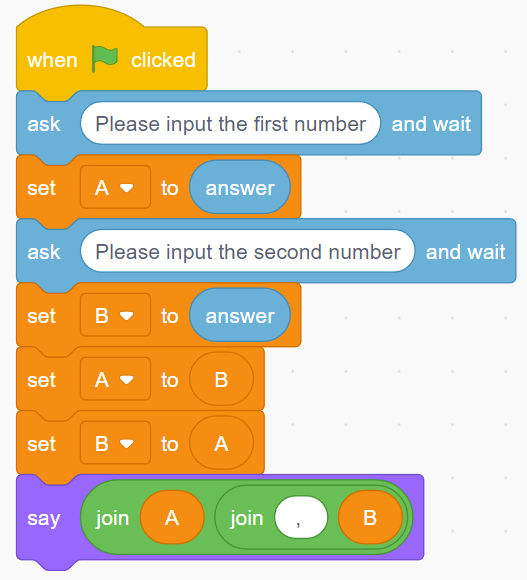 when clicked
ask Please input the first number and wait
set A to answer
ask Please input the second number and wait
set B to answer
set A to B
set B to A
say join A join , B